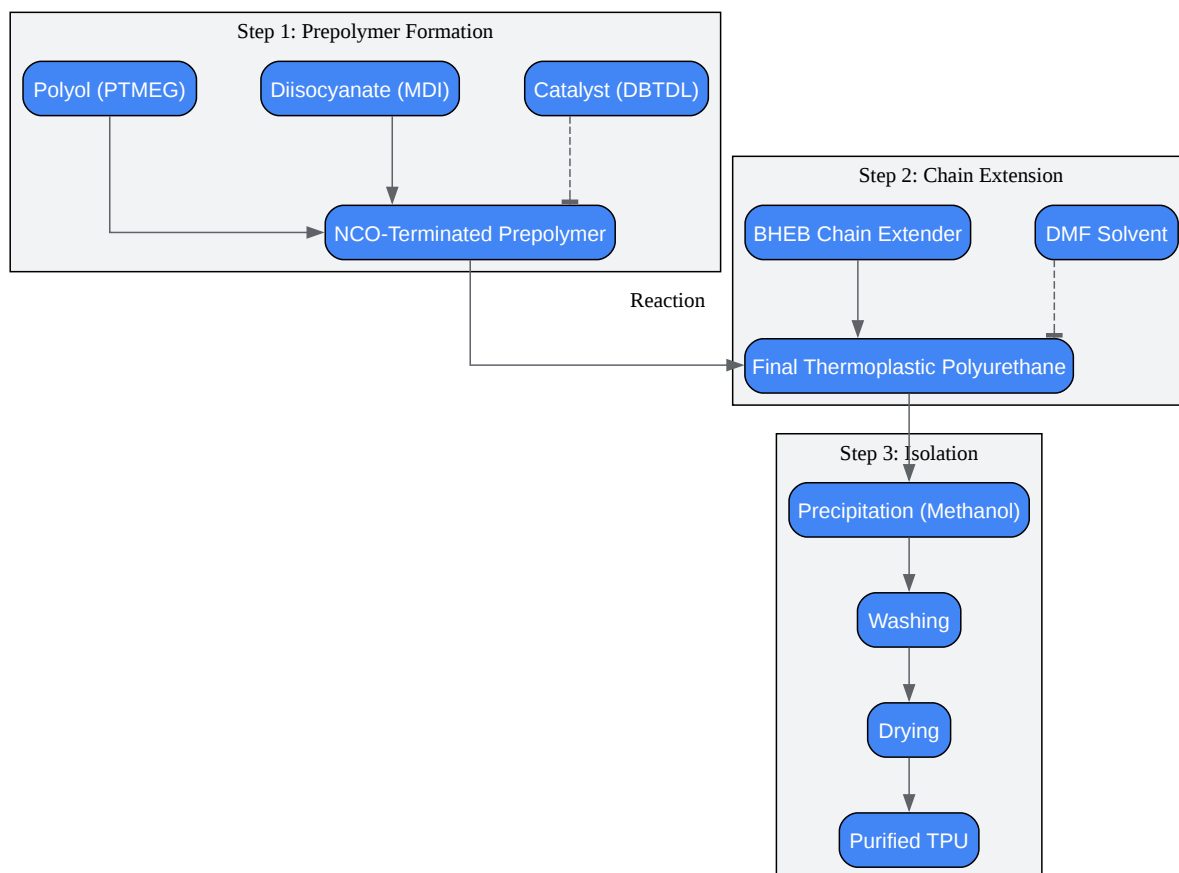 Step 1: Prepolymer Formation
Polyol (PTMEG)
Diisocyanate (MDI)
Catalyst (DBTDL)
NCO-Terminated Prepolymer
Reaction
Step 2: Chain Extension
BHEB Chain Extender
DMF Solvent
Final Thermoplastic Polyurethane
Step 3: Isolation
Precipitation (Methanol)
Washing
Drying
Purified TPU